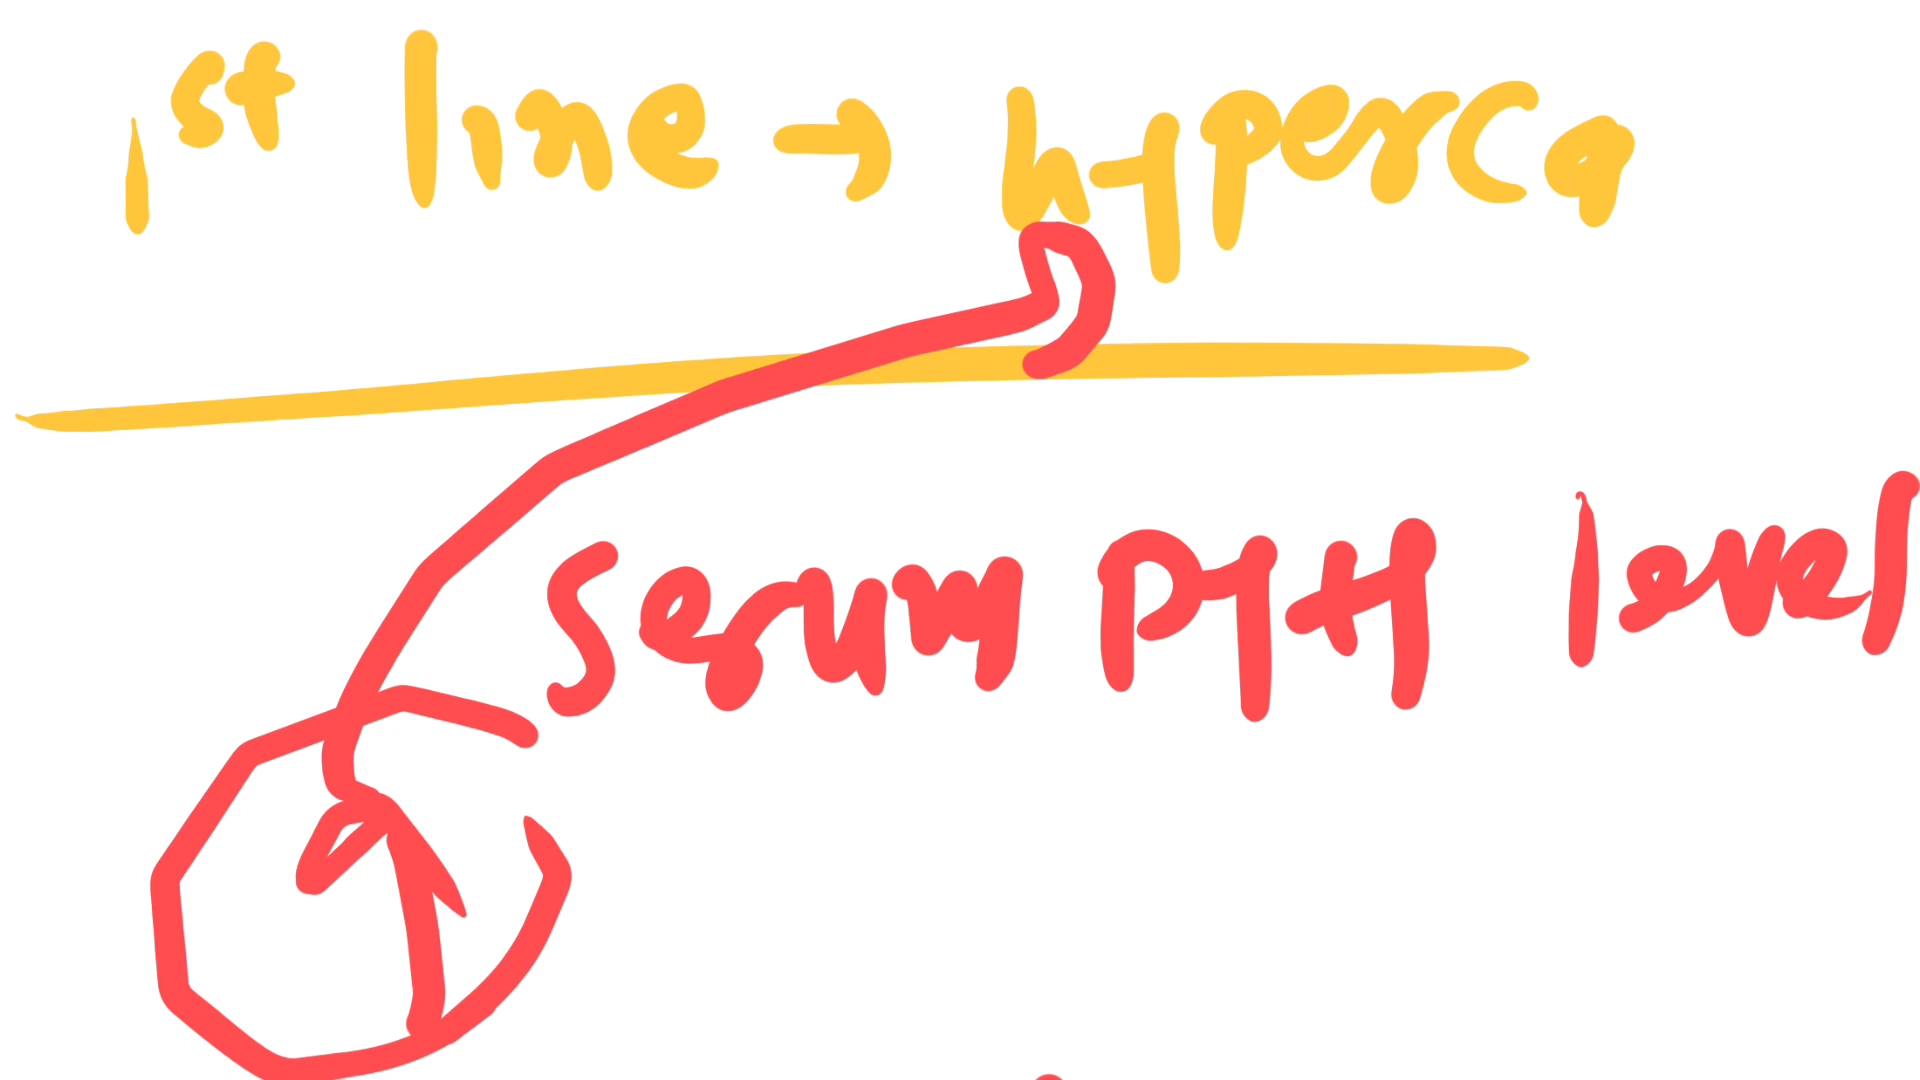 1st line → hyperCa
Serum PTH level
↑